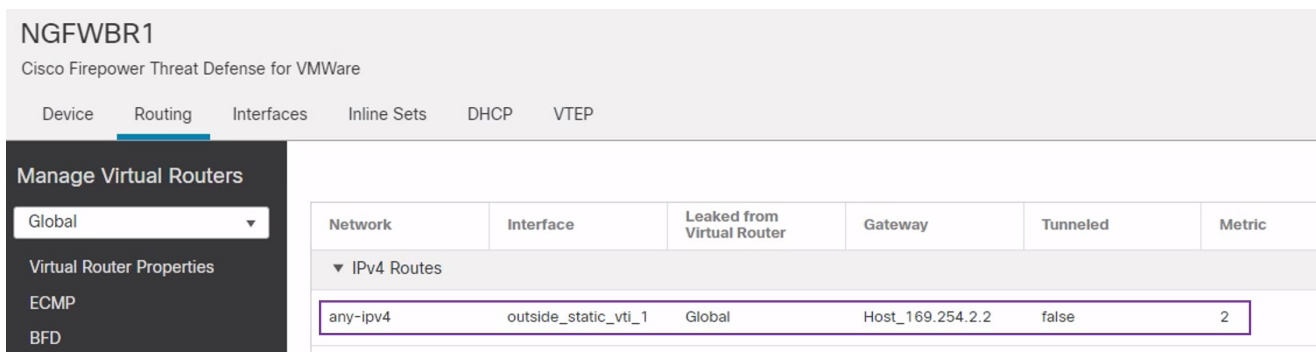 NGFWBR1
Cisco Firepower Threat Defense for VMWare
Device Routing Interfaces Inline Sets DHCP VTEP
Manage Virtual Routers
Global
Virtual Router Properties
ECMP
BFD
Network Interface Leaked from Virtual Router Gateway Tunneled Metric
IPv4 Routes
any-ipv4 outside_static_vti_1 Global Host_169.254.2.2 false 2